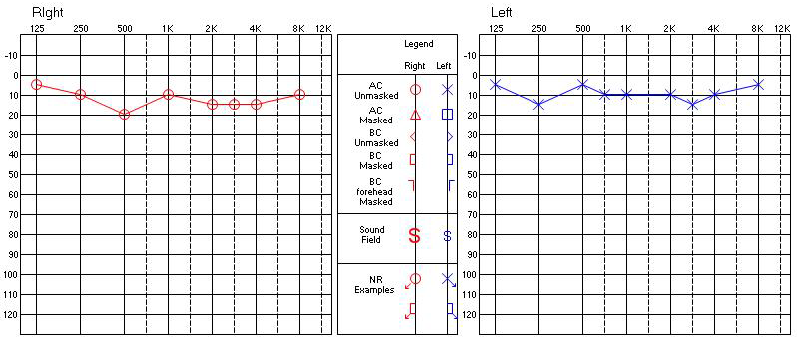 RIght
125 250 500 1K 2K 4K 8K 12K
-10
0
10
20
30
40
50
60
70
80
90
100
110
120
Legend
Right Left
AC
Unmasked
AC
Masked
BC
Unmasked
BC
Masked
BC
forehead
Masked
Sound
Field
S S
NR
Examples
Left
125 250 500 1K 2K 4K 8K 12K
-10
0
10
20
30
40
50
60
70
80
90
100
110
120